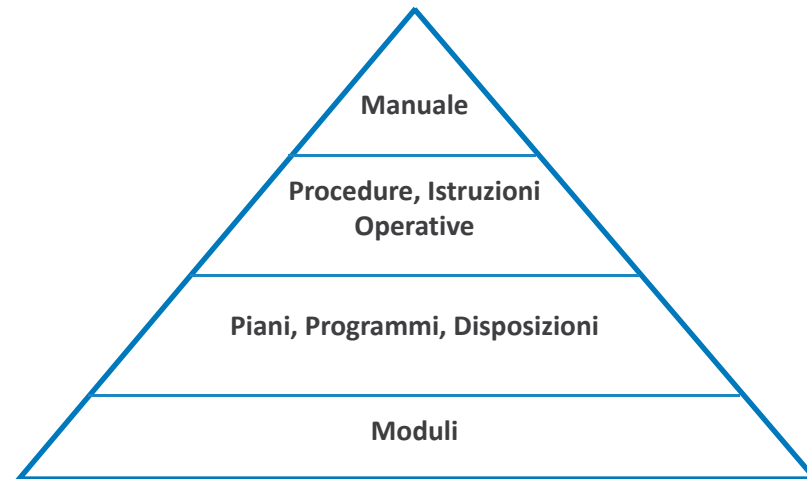 Manuale
Procedure, Istruzioni
Operative
Piani, Programmi, Disposizioni
Moduli